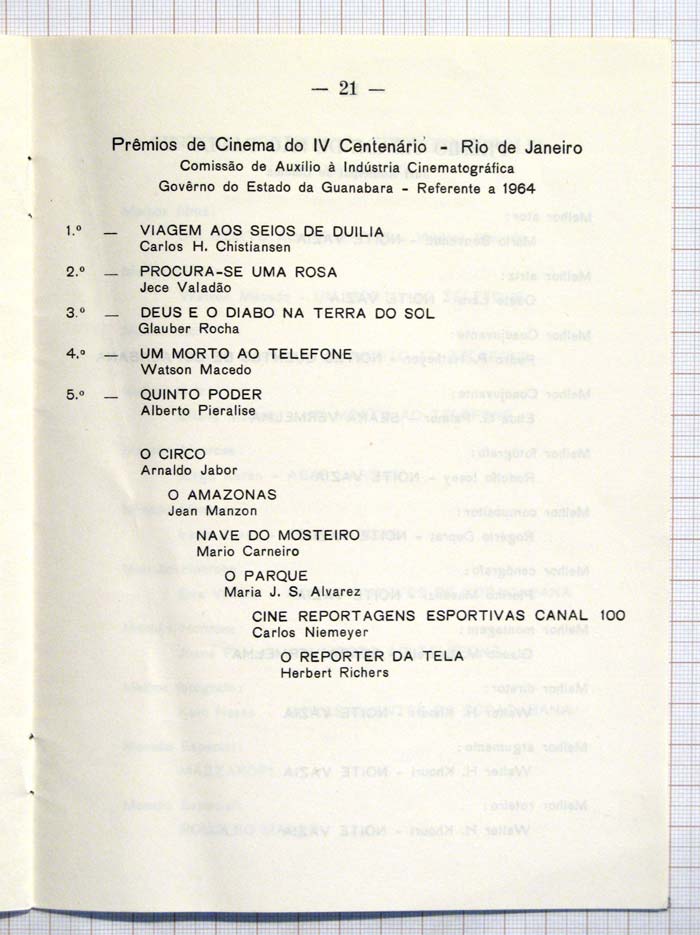 — 21 —
Prêmios de Cinema do IV Centenário - Rio de Janeiro
Comissão de Auxílio à Indústria Cinematográfica
Govêrno do Estado da Guanabara - Referente a 1964
1.º — VIAGEM AOS SEIOS DE DUILIA
Carlos H. Chistiansen
2.º — PROCURA-SE UMA ROSA
Jece Valadão
3.º — DEUS E O DIABO NA TERRA DO SOL
Glauber Rocha
4.º — UM MORTO AO TELEFONE
Watson Macedo
5.º — QUINTO PODER
Alberto Pieralise
O CIRCO
Arnaldo Jabor
O AMAZONAS
Jean Manzon
NAVE DO MOSTEIRO
Mario Carneiro
O PARQUE
Maria J. S. Alvarez
CINE REPORTAGENS ESPORTIVAS CANAL 100
Carlos Niemeyer
O REPORTER DA TELA
Herbert Richers